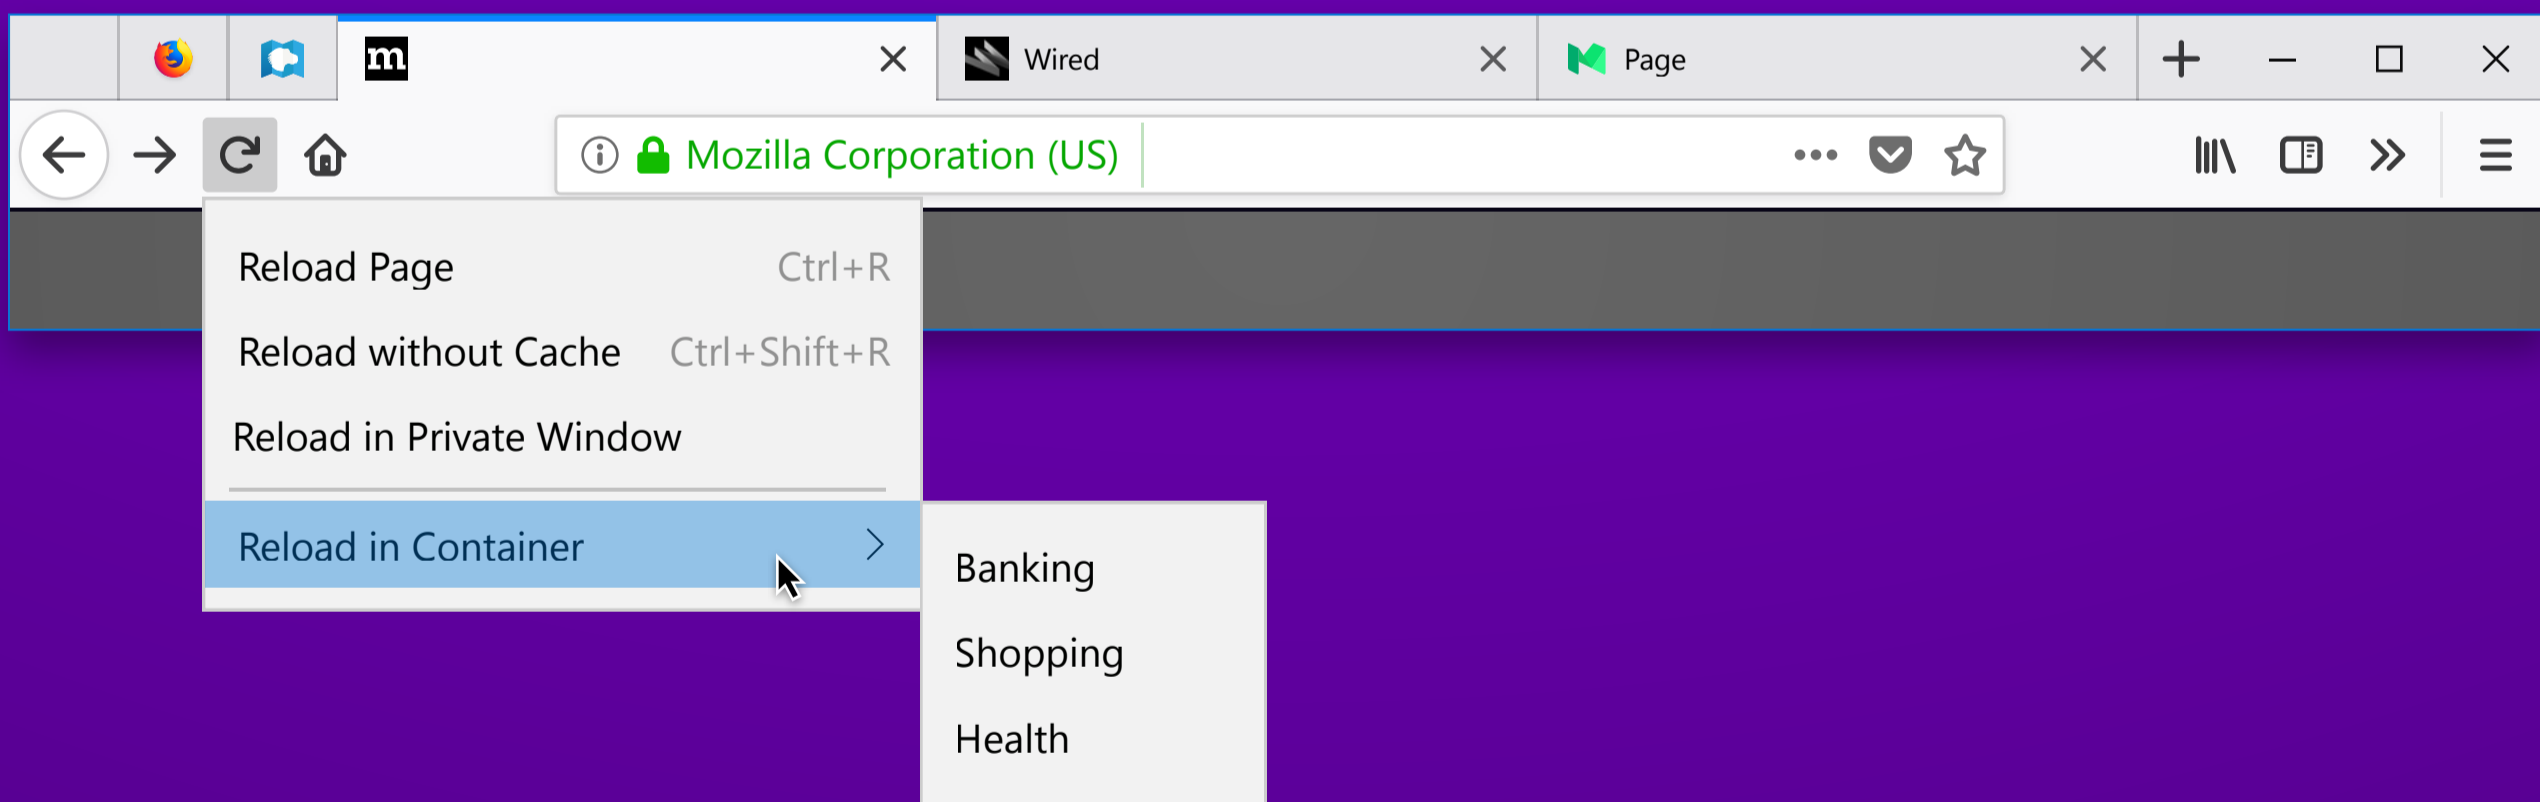 m
Wired
Page
Mozilla Corporation (US)
Reload Page Ctrl+R
Reload without Cache Ctrl+Shift+R
Reload in Private Window
Reload in Container
Banking
Shopping
Health